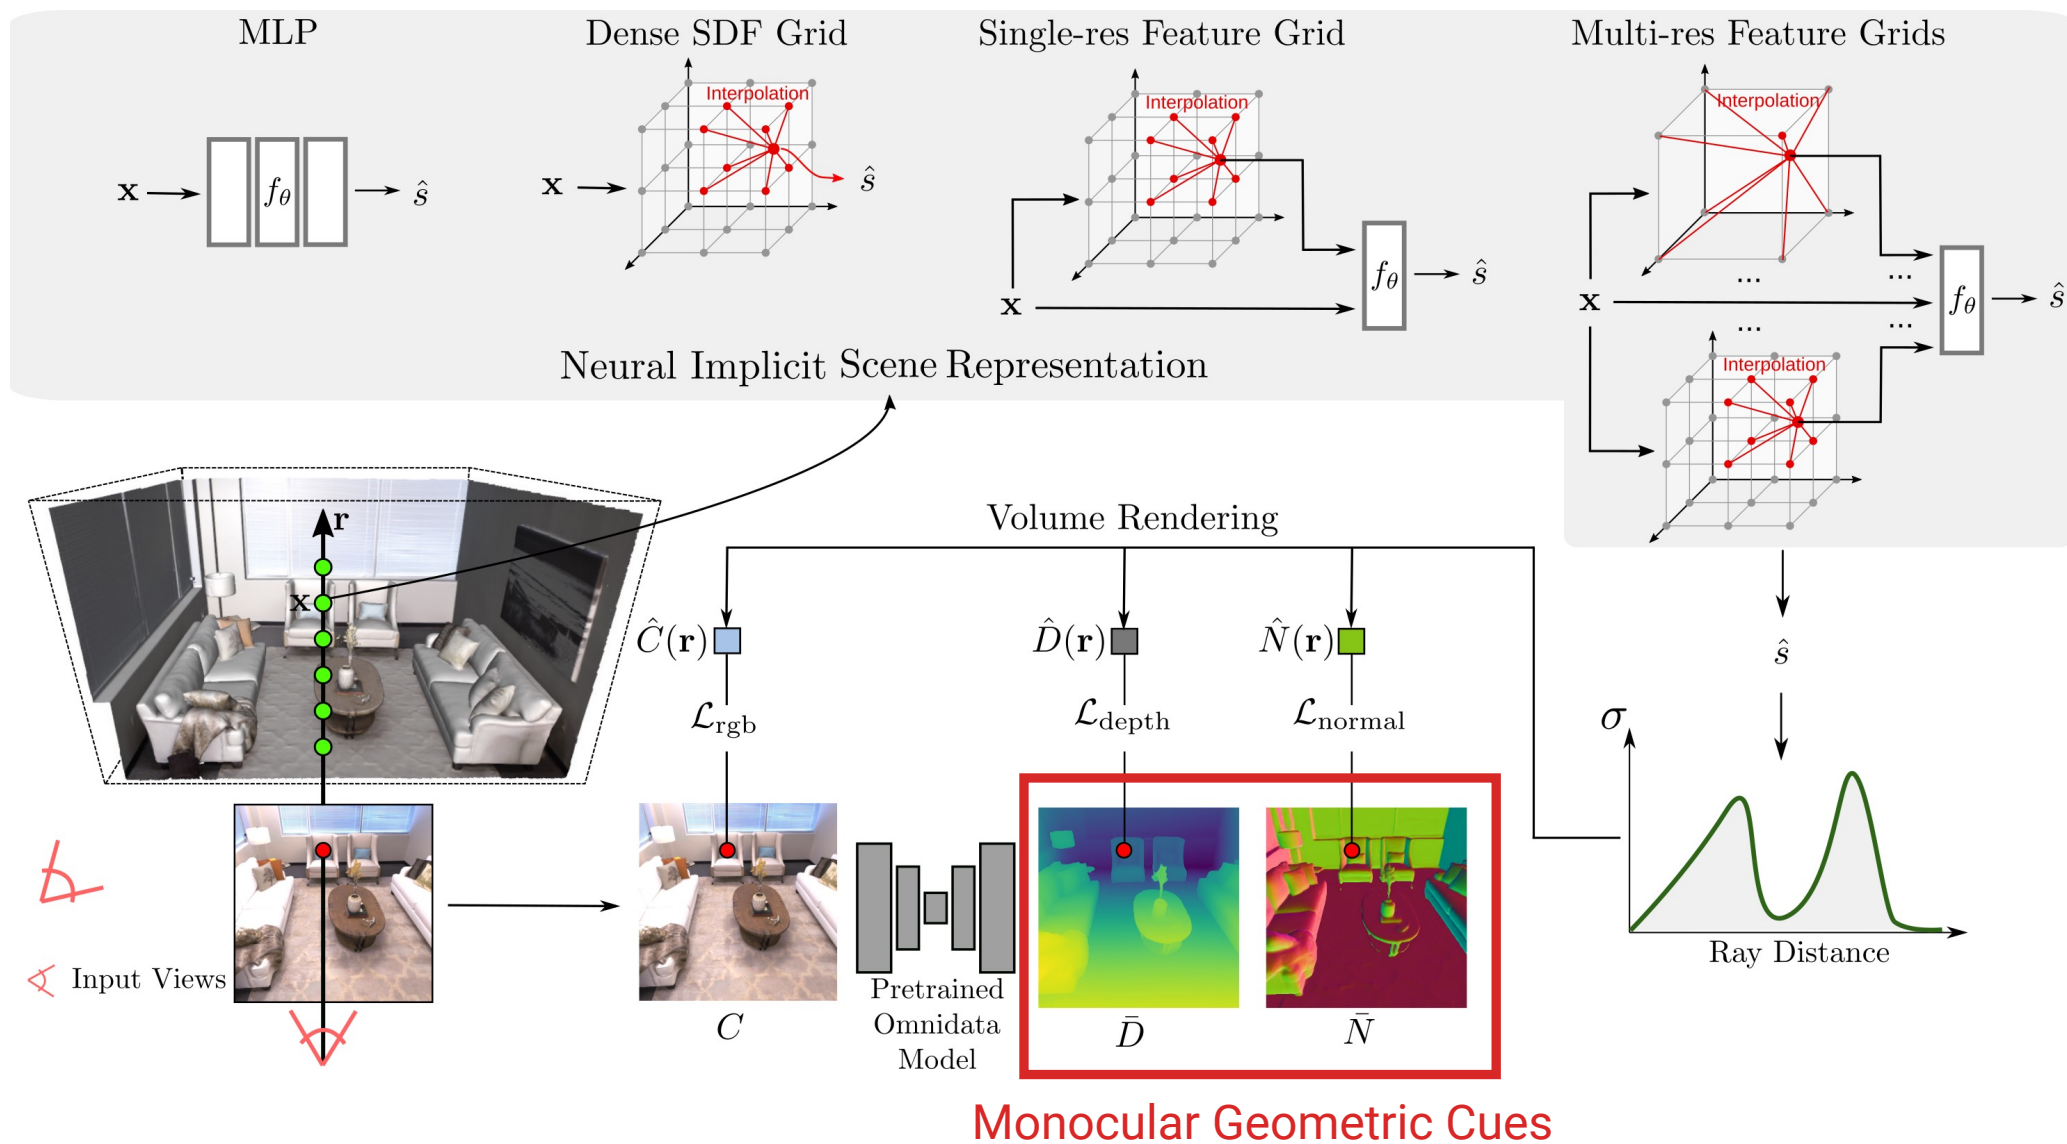 MLP
Dense SDF Grid
Single-res Feature Grid
Multi-res Feature Grids
Interpolation
Interpolation
Interpolation
x
f_θ
ŝ
x
ŝ
x
f_θ
ŝ
...
...
x
f_θ
ŝ
...
...
Interpolation
Neural Implicit Scene Representation
Volume Rendering
r
x
Ĉ(r)
D̂(r)
N̂(r)
ŝ
ℒ_rgb
ℒ_depth
ℒ_normal
σ
Ray Distance
Input Views
C
Pretrained
Omnidata
Model
D̄
N̄
Monocular Geometric Cues